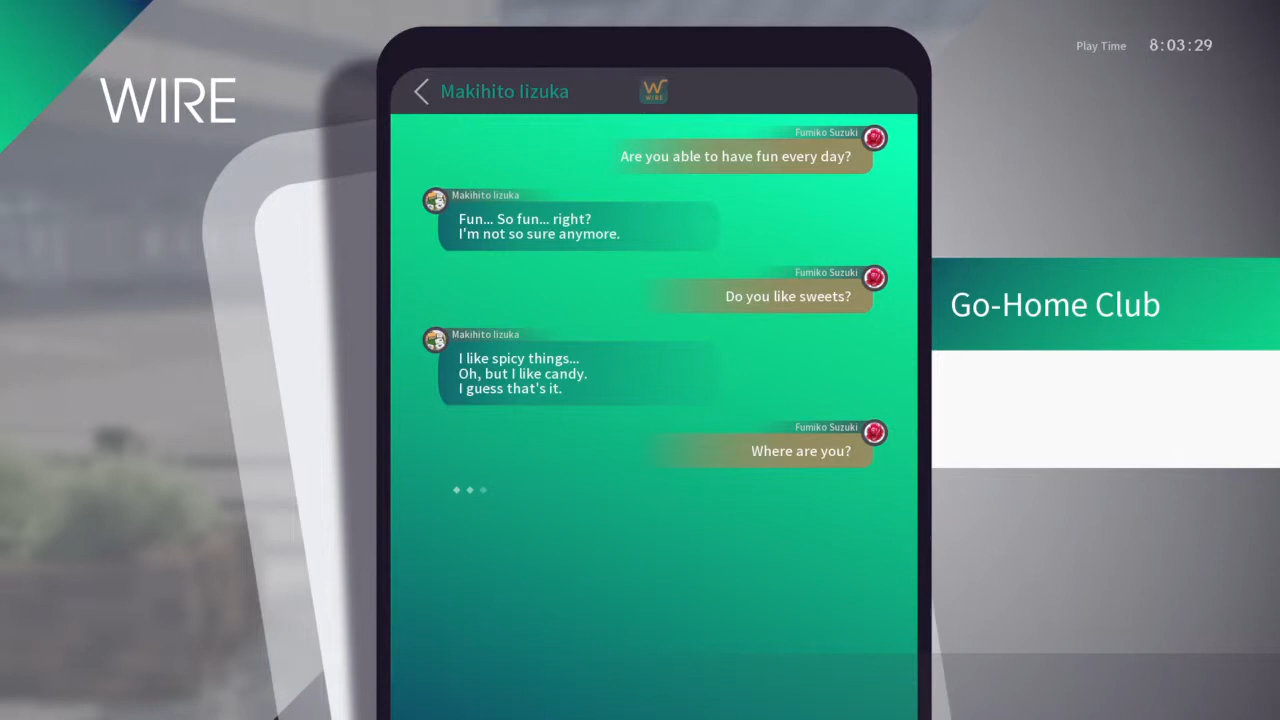 Play Time 8:03:29
WIRE
Makihito Iizuka
W
WIRE
Fumiko Suzuki
Are you able to have fun every day?
Makihito Iizuka
Fun... So fun... right?
I'm not so sure anymore.
Fumiko Suzuki
Do you like sweets?
Makihito Iizuka
I like spicy things...
Oh, but I like candy.
I guess that's it.
Fumiko Suzuki
Where are you?
Go-Home Club